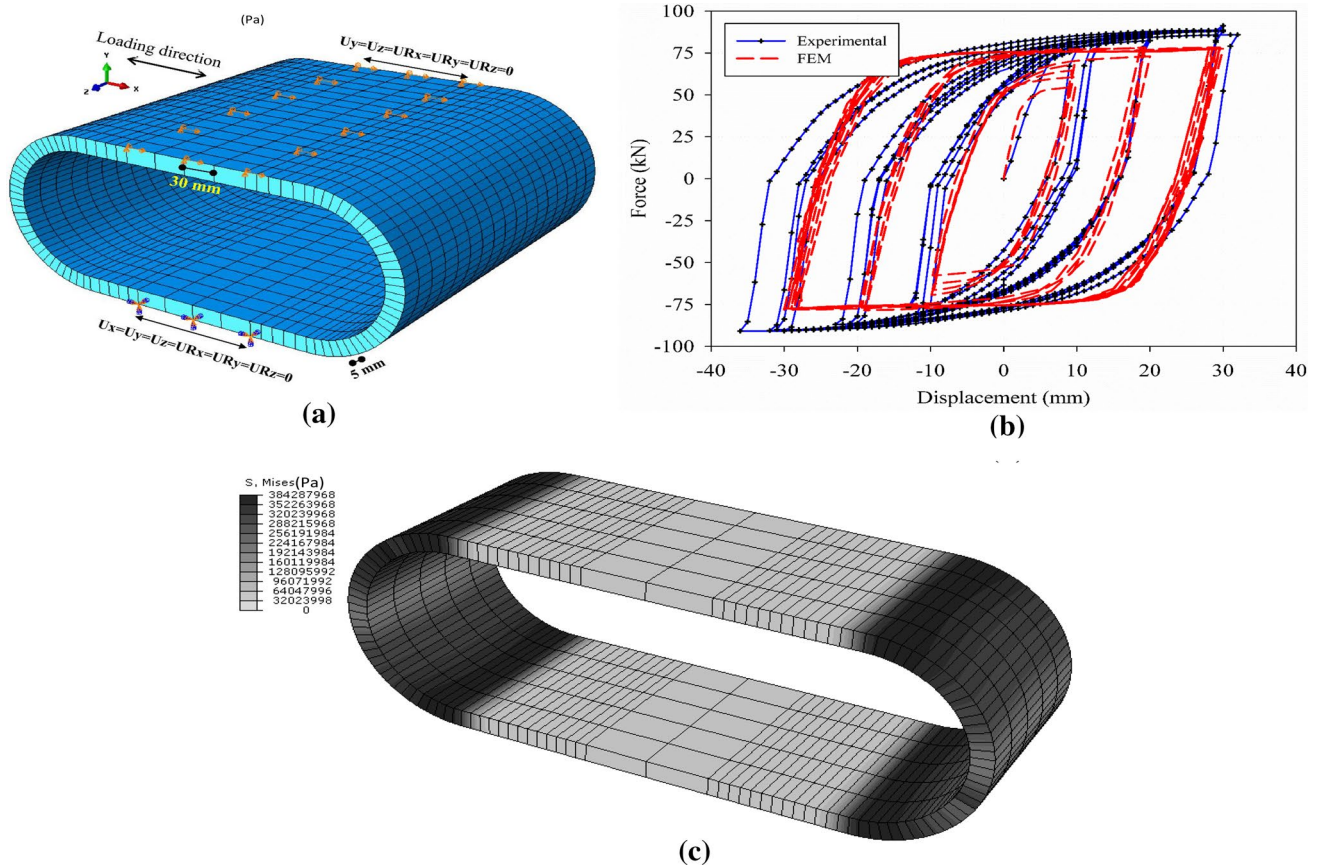 (Pa)
Loading direction
Uy=Uz=URx=URy=URz=0
Y
Z
X
30 mm
Ux=Uy=Uz=URx=URy=URz=0
5 mm
(a)
100
75
50
25
0
-25
-50
-75
-100
Force (kN)
Experimental
FEM
-40 -30 -20 -10 0 10 20 30 40
Displacement (mm)
(b)
S, Mises(Pa)
384287968
352263968
320239968
288215968
256191984
224167984
192143984
160119984
128095992
96071992
64047996
32023998
0
(c)